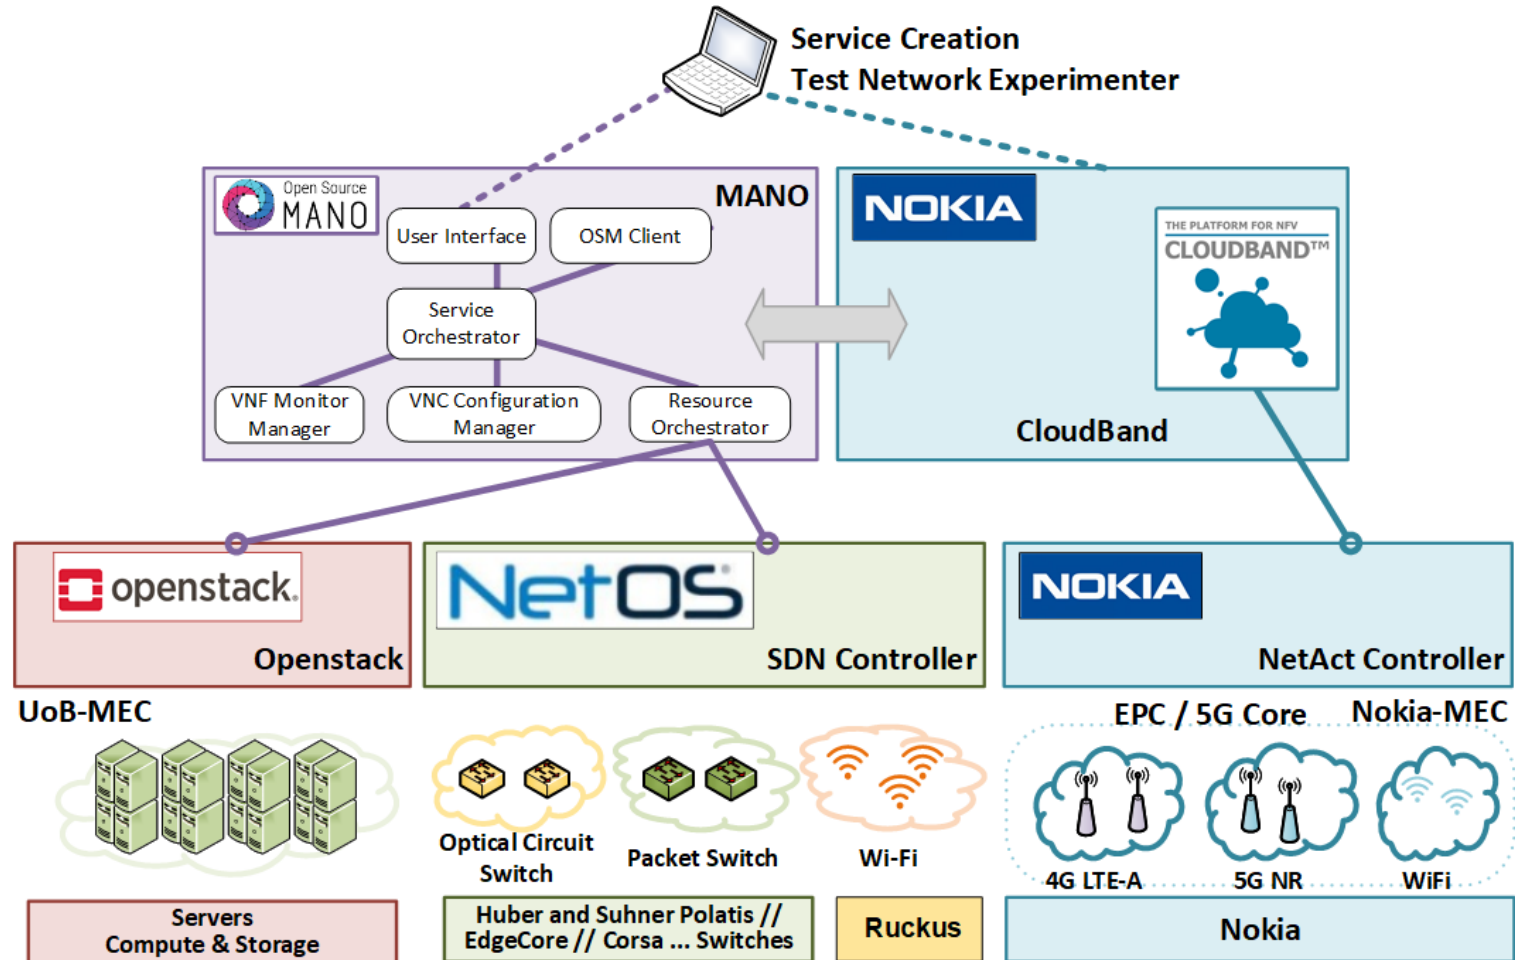 Service Creation
Test Network Experimenter
Open Source
MANO
MANO
User Interface
OSM Client
Service
Orchestrator
VNF Monitor
Manager
VNC Configuration
Manager
Resource
Orchestrator
NOKIA
THE PLATFORM FOR NFV
CLOUDBAND™
CloudBand
openstack.
Openstack
NetOS
SDN Controller
NOKIA
NetAct Controller
UoB-MEC
EPC / 5G Core
Nokia-MEC
Optical Circuit
Switch
Packet Switch
Wi-Fi
4G LTE-A
5G NR
WiFi
Servers
Compute & Storage
Huber and Suhner Polatis //
EdgeCore // Corsa ... Switches
Ruckus
Nokia